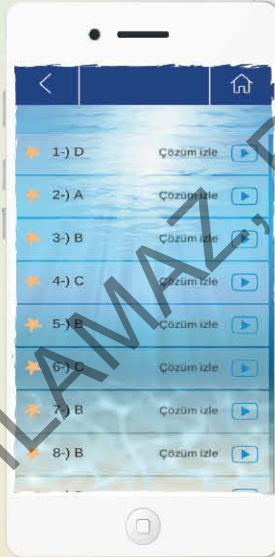 1-) D Çözüm izle
2-) A Çözüm izle
3-) B Çözüm izle
4-) C Çözüm izle
5-) B Çözüm izle
6-) C Çözüm izle
7-) B Çözüm izle
8-) B Çözüm izle